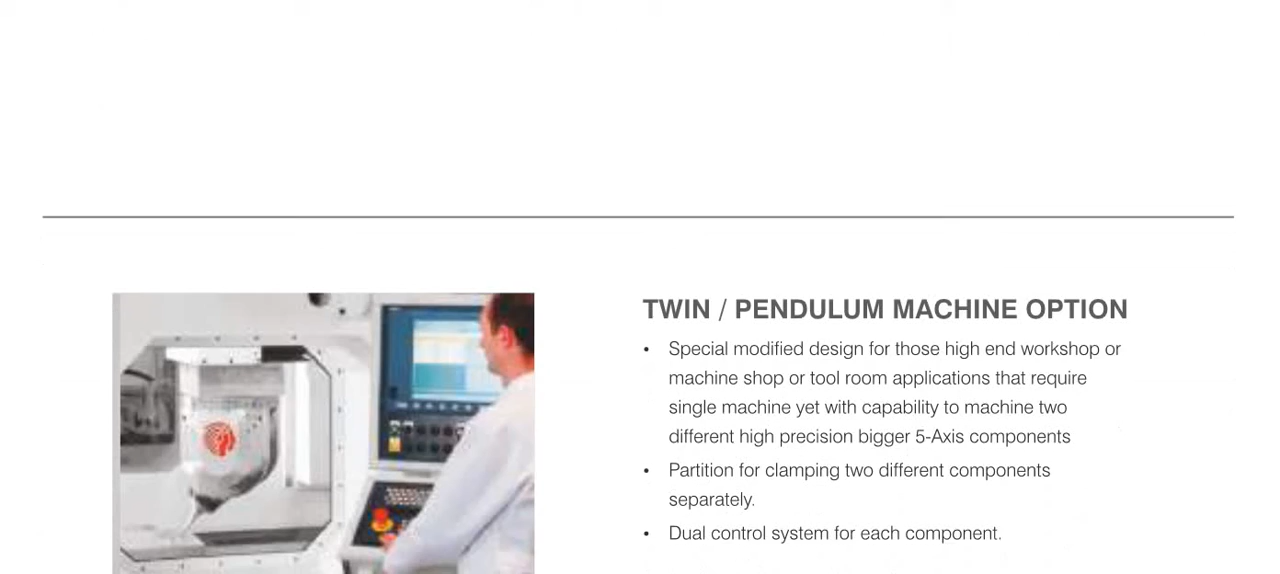 TWIN / PENDULUM MACHINE OPTION
• Special modified design for those high end workshop or
machine shop or tool room applications that require
single machine yet with capability to machine two
different high precision bigger 5-Axis components
• Partition for clamping two different components
separately.
• Dual control system for each component.